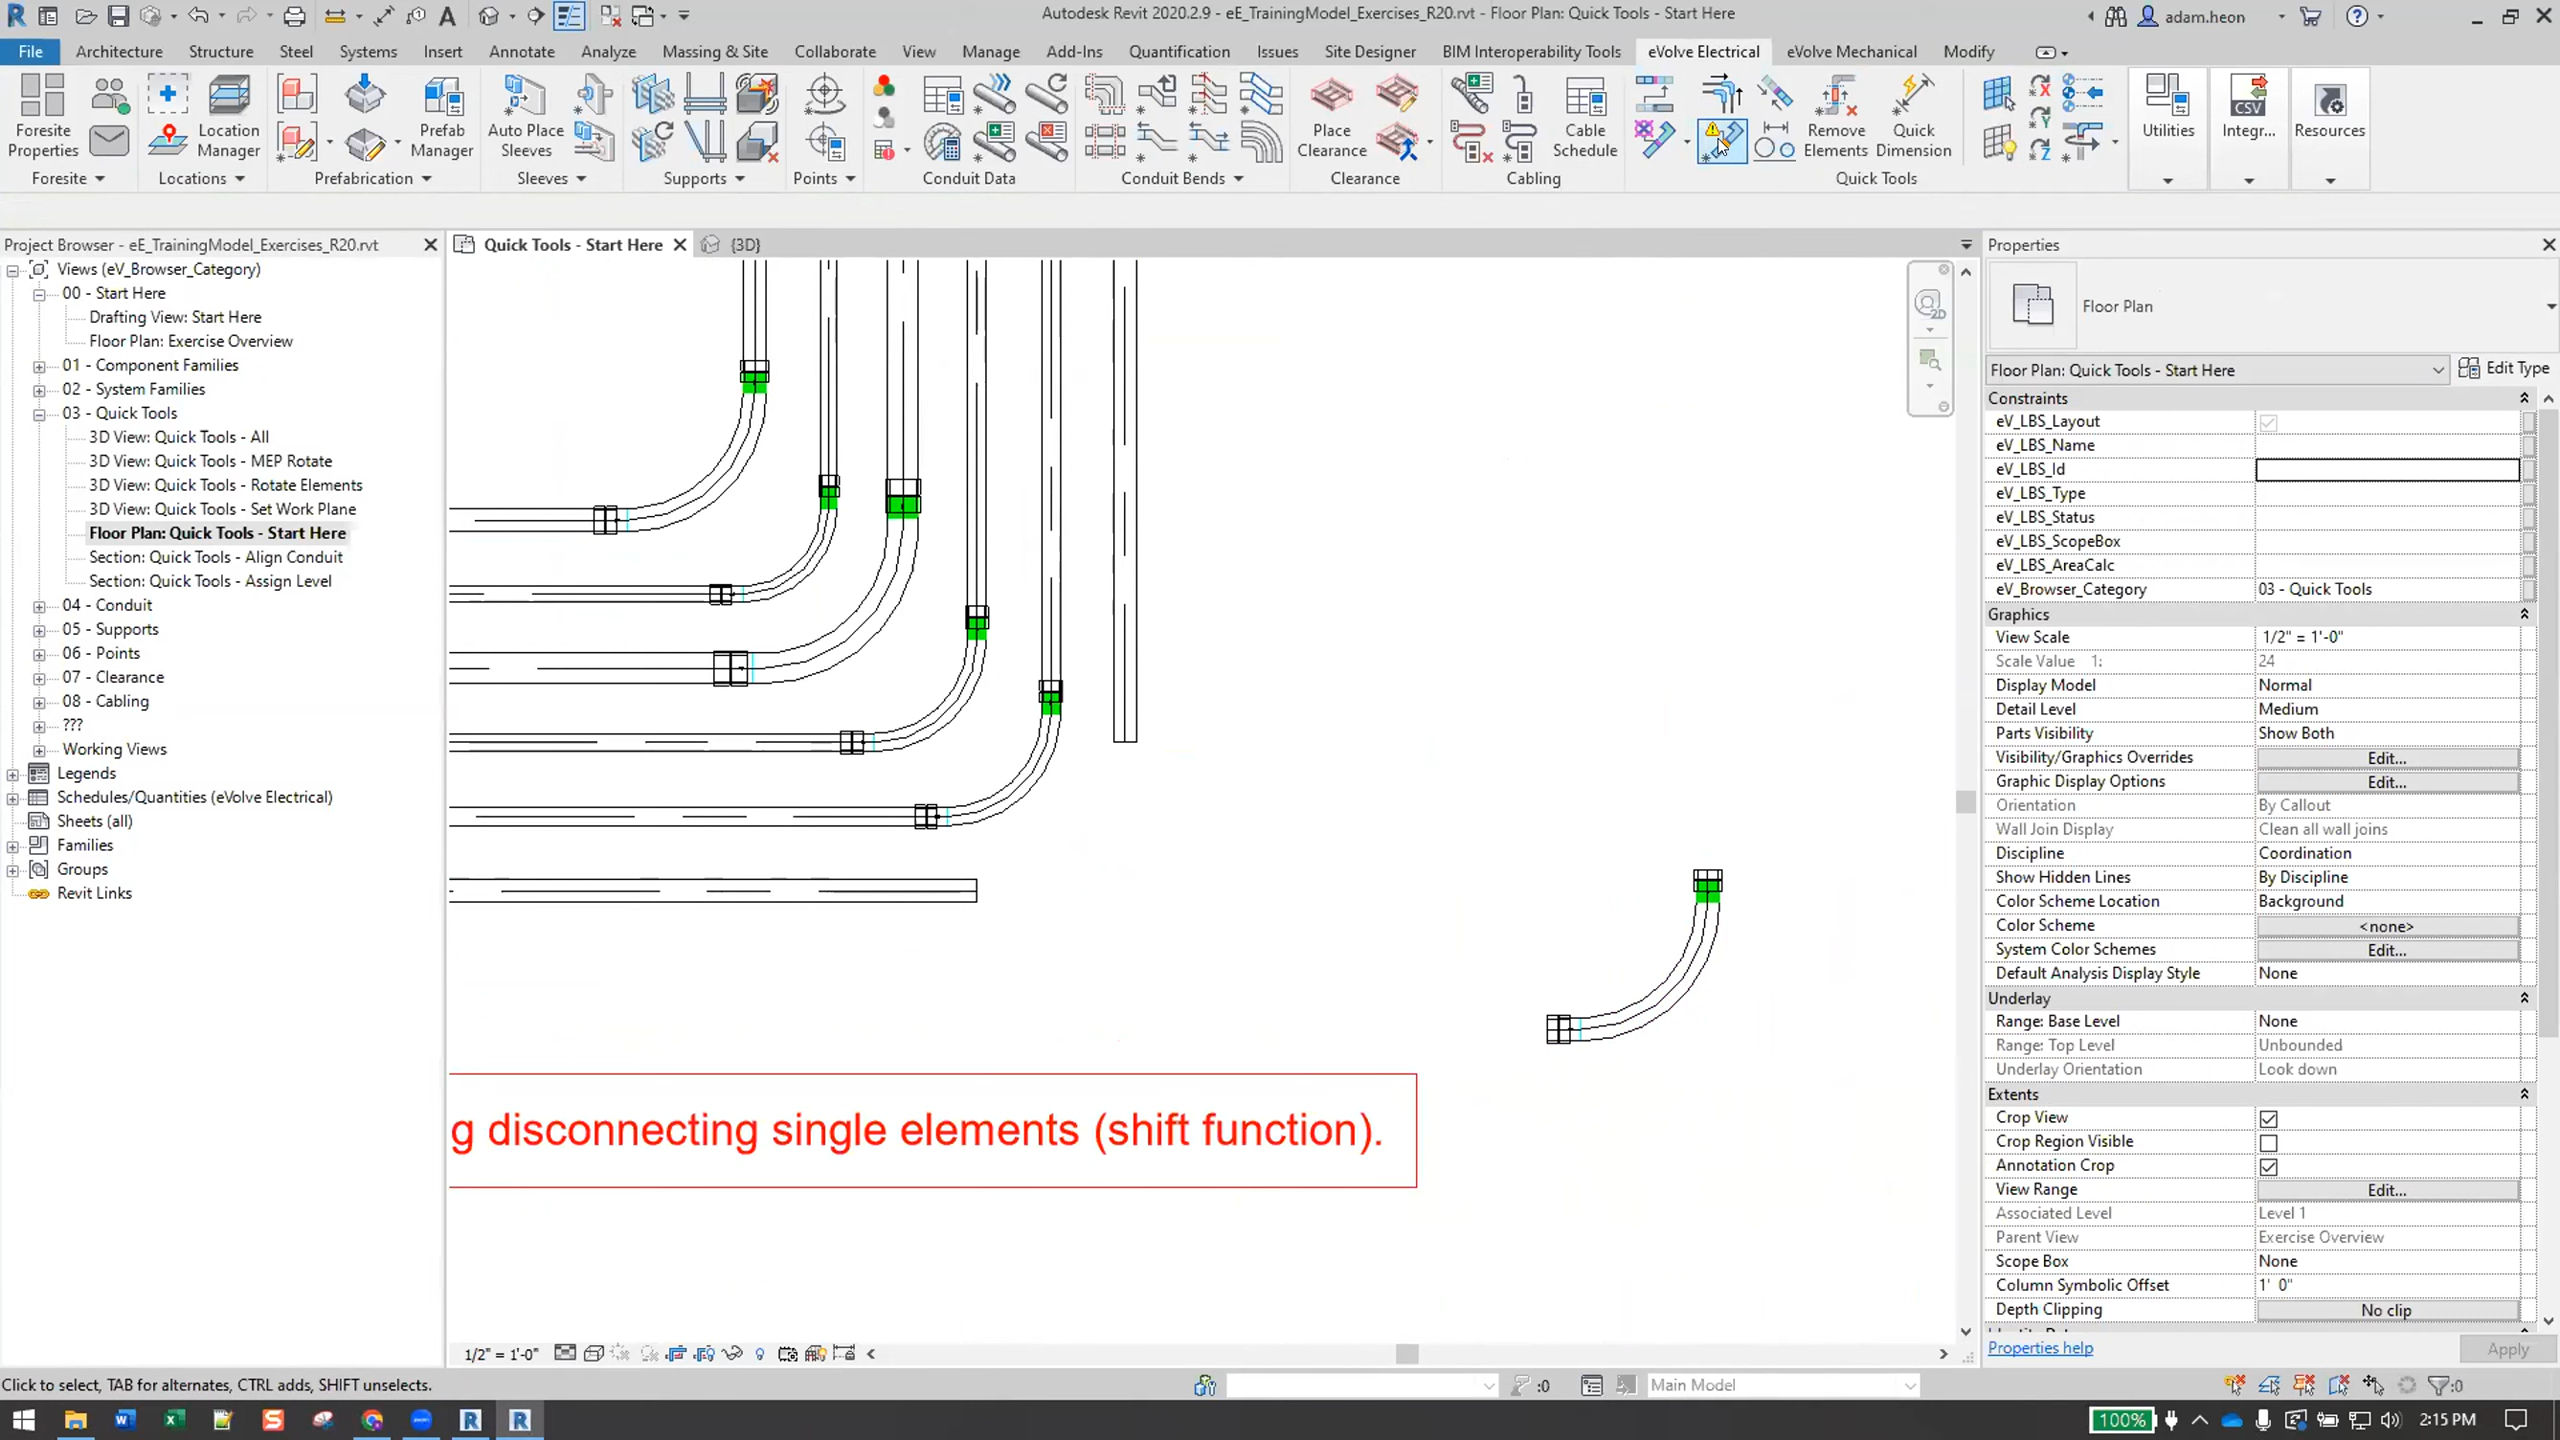 Autodesk Revit 2020.2.9 - eE_TrainingModel_Exercises_R20.rvt - Floor Plan: Quick Tools - Start Here
adam.heon
File Architecture Structure Steel Systems Insert Annotate Analyze Massing & Site Collaborate View Manage Add-Ins Quantification Issues Site Designer BIM Interoperability Tools eVolve Electrical eVolve Mechanical Modify
Foresite Properties
Location Manager
Prefab Manager
Auto Place Sleeves
Place Clearance
Cable Schedule
Remove Elements
Quick Dimension
Utilities
CSV
Integr...
Resources
Foresite Locations Prefabrication Sleeves Supports Points Conduit Data Conduit Bends Clearance Cabling Quick Tools
Project Browser - eE_TrainingModel_Exercises_R20.rvt
Views (eV_Browser_Category)
00 - Start Here
Drafting View: Start Here
Floor Plan: Exercise Overview
01 - Component Families
02 - System Families
03 - Quick Tools
3D View: Quick Tools - All
3D View: Quick Tools - MEP Rotate
3D View: Quick Tools - Rotate Elements
3D View: Quick Tools - Set Work Plane
Floor Plan: Quick Tools - Start Here
Section: Quick Tools - Align Conduit
Section: Quick Tools - Assign Level
04 - Conduit
05 - Supports
06 - Points
07 - Clearance
08 - Cabling
???
Working Views
Legends
Schedules/Quantities (eVolve Electrical)
Sheets (all)
Families
Groups
Revit Links
Quick Tools - Start Here
{3D}
2D
g disconnecting single elements (shift function).
1/2" = 1'-0"
Properties
Floor Plan
Floor Plan: Quick Tools - Start Here
Edit Type
Constraints
eV_LBS_Layout
eV_LBS_Name
eV_LBS_Id
eV_LBS_Type
eV_LBS_Status
eV_LBS_ScopeBox
eV_LBS_AreaCalc
eV_Browser_Category 03 - Quick Tools
Graphics
View Scale 1/2" = 1'-0"
Scale Value 1: 24
Display Model Normal
Detail Level Medium
Parts Visibility Show Both
Visibility/Graphics Overrides Edit...
Graphic Display Options Edit...
Orientation By Callout
Wall Join Display Clean all wall joins
Discipline Coordination
Show Hidden Lines By Discipline
Color Scheme Location Background
Color Scheme <none>
System Color Schemes Edit...
Default Analysis Display Style None
Underlay
Range: Base Level None
Range: Top Level Unbounded
Underlay Orientation Look down
Extents
Crop View
Crop Region Visible
Annotation Crop
View Range Edit...
Associated Level Level 1
Parent View Exercise Overview
Scope Box None
Column Symbolic Offset 1' 0"
Depth Clipping No clip
Properties help
Apply
Click to select, TAB for alternates, CTRL adds, SHIFT unselects.
:0
Main Model
:0
100%
2:15 PM